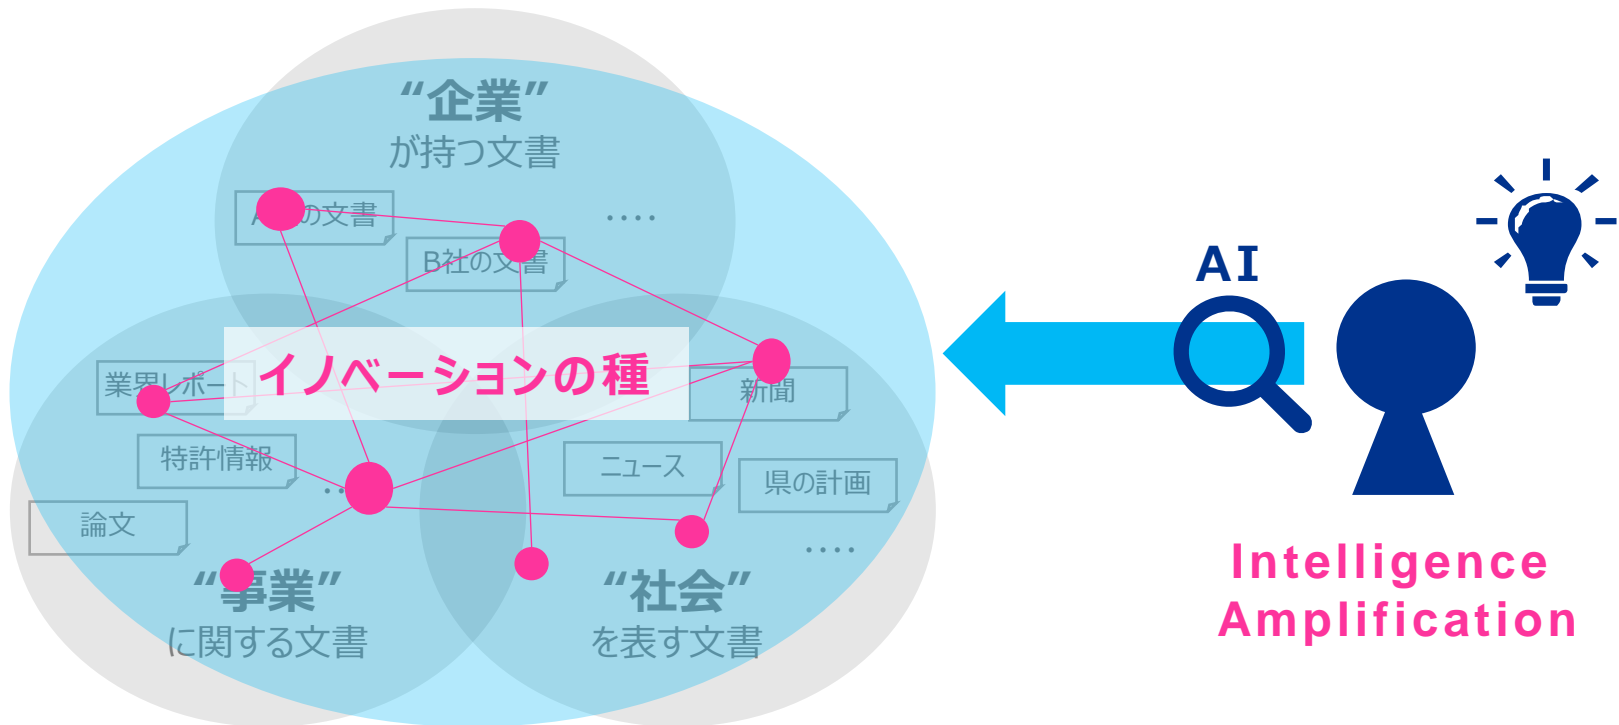 “企業”
が持つ文書
の文書
....
B社の文書
業界レポート
イノベーションの種
新聞
特許情報
ニュース
県の計画
論文
....
“事業”
に関する文書
“社会”
を表す文書
AI
Intelligence
Amplification